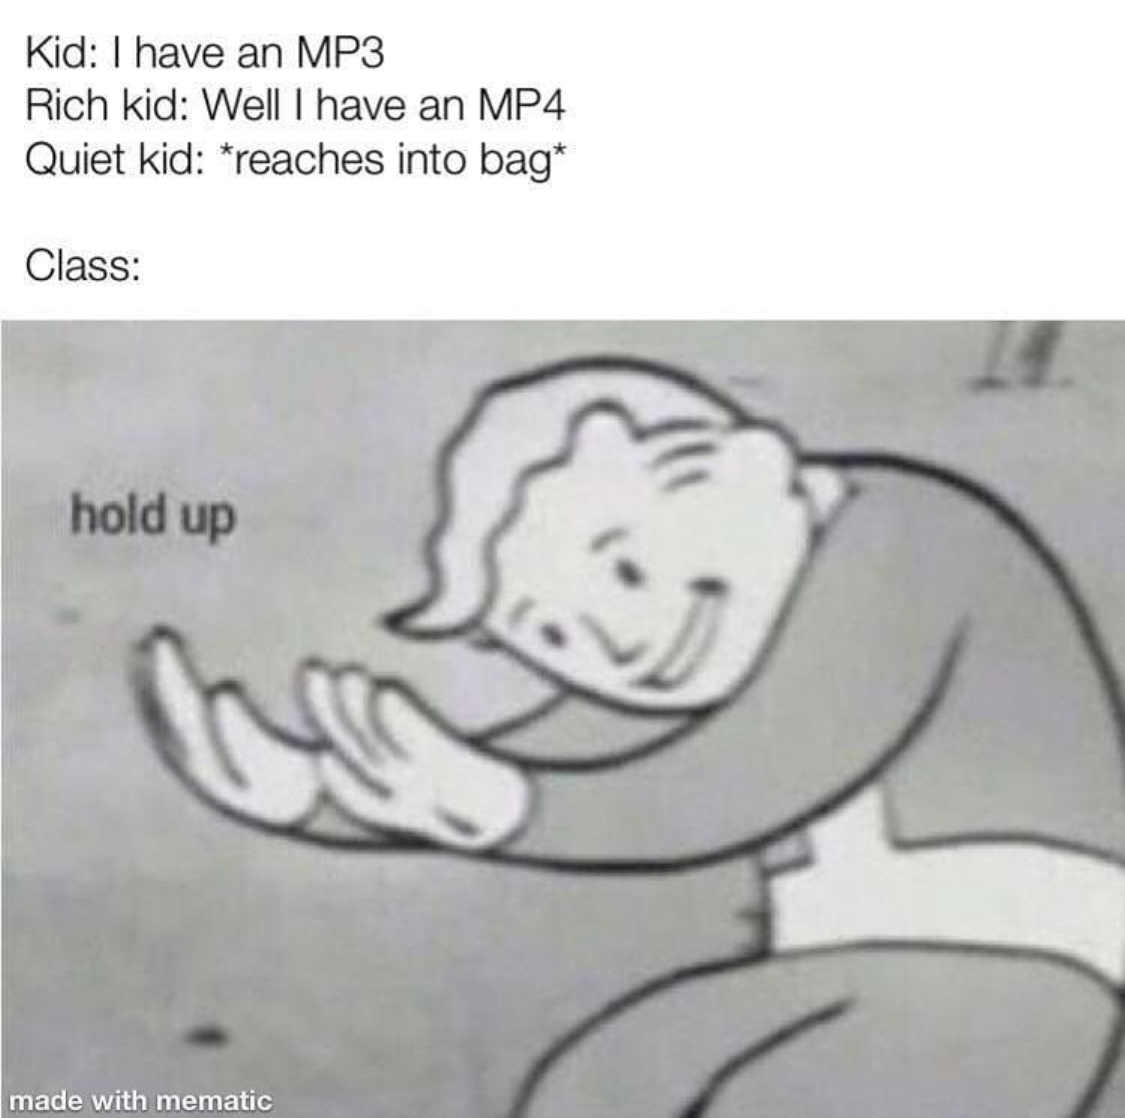 Kid: I have an MP3
Rich kid: Well I have an MP4
Quiet kid: *reaches into bag*
Class:
hold up
made with mematic